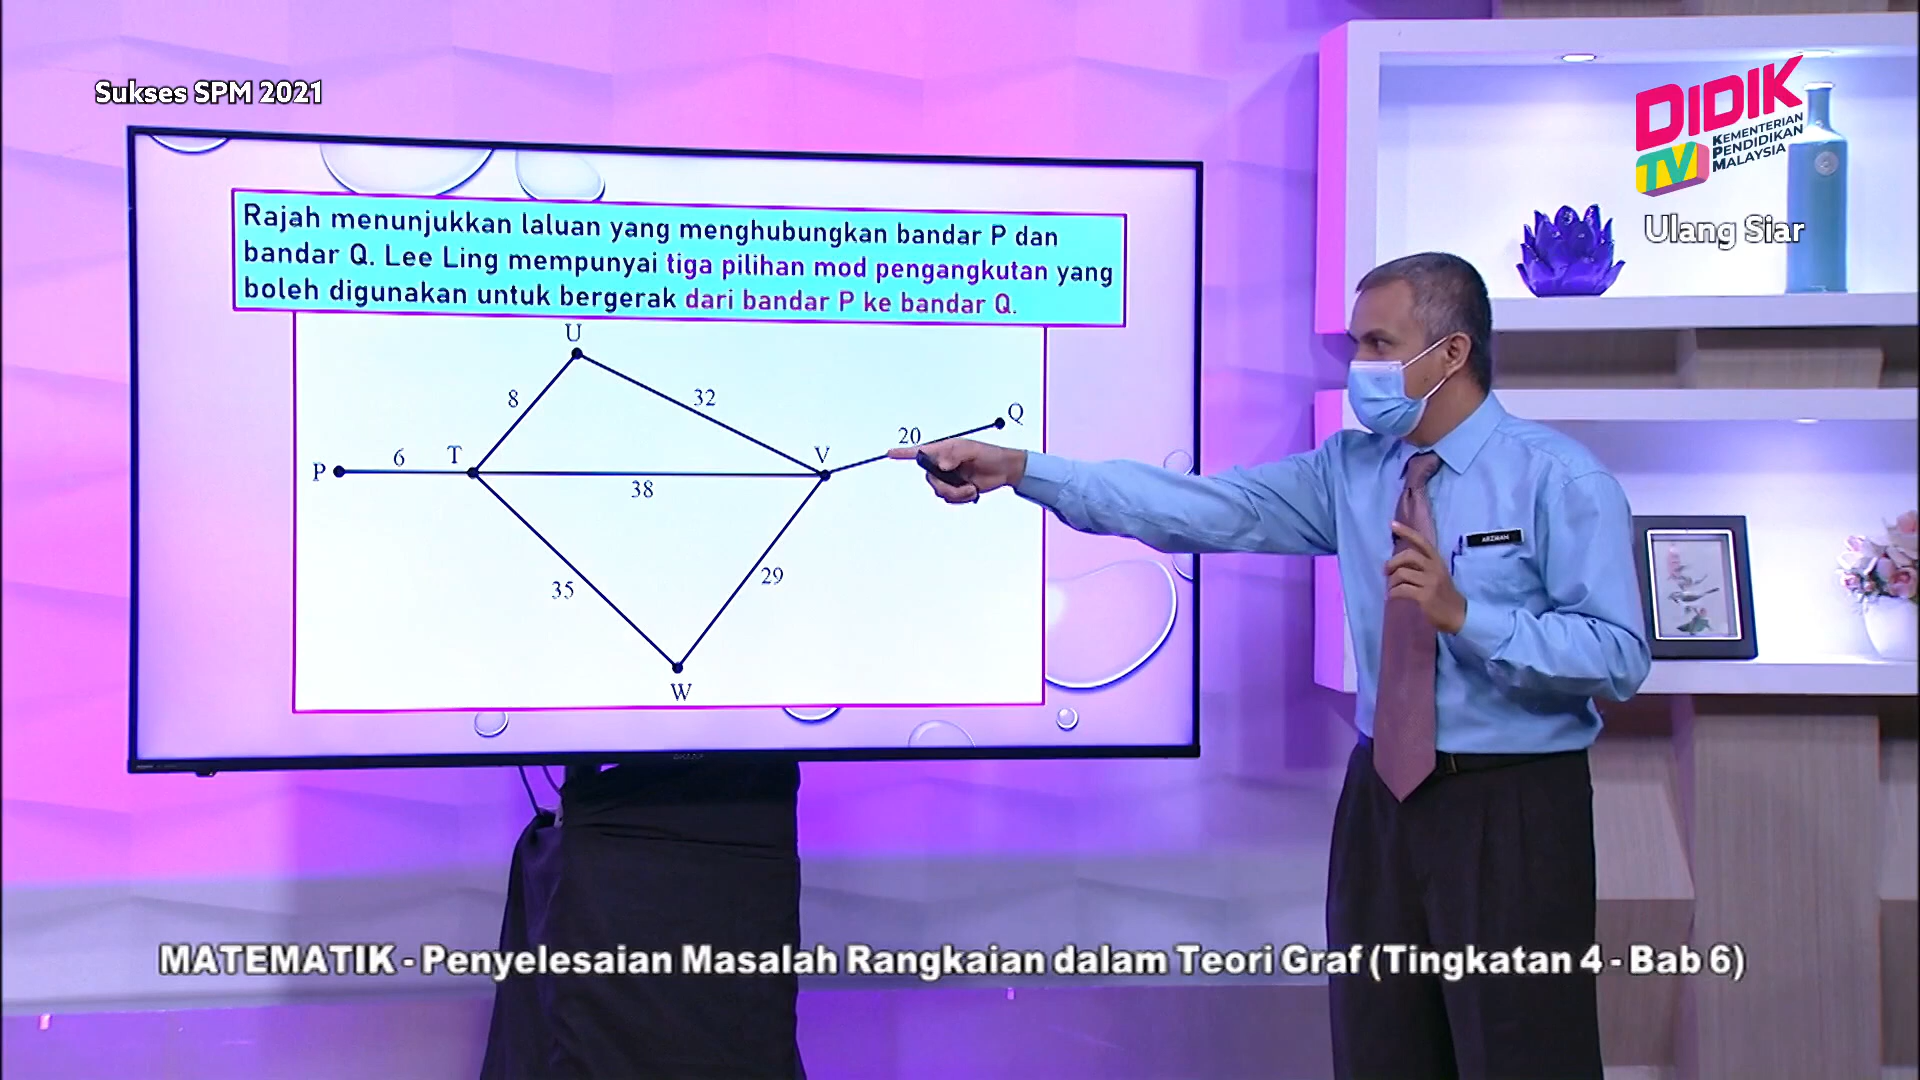 Sukses SPM 2021
DIDIK
TV
KEMENTERIAN
PENDIDIKAN
MALAYSIA
Ulang Siar
Rajah menunjukkan laluan yang menghubungkan bandar P dan
bandar Q. Lee Ling mempunyai tiga pilihan mod pengangkutan yang
boleh digunakan untuk bergerak dari bandar P ke bandar Q.
U
8
32
Q
20
P
6
T
V
38
35
29
W
MATEMATIK - Penyelesaian Masalah Rangkaian dalam Teori Graf (Tingkatan 4 - Bab 6)